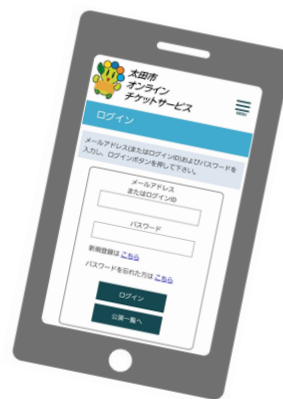 太田市
オンライン
チケットサービス
MENU
ログイン
メールアドレス(またはログインID)およびパスワードを
入力し、ログインボタンを押して下さい。
メールアドレス
またはログインID
パスワード
新規登録は こちら
パスワードを忘れた方は こちら
ログイン
公演一覧へ